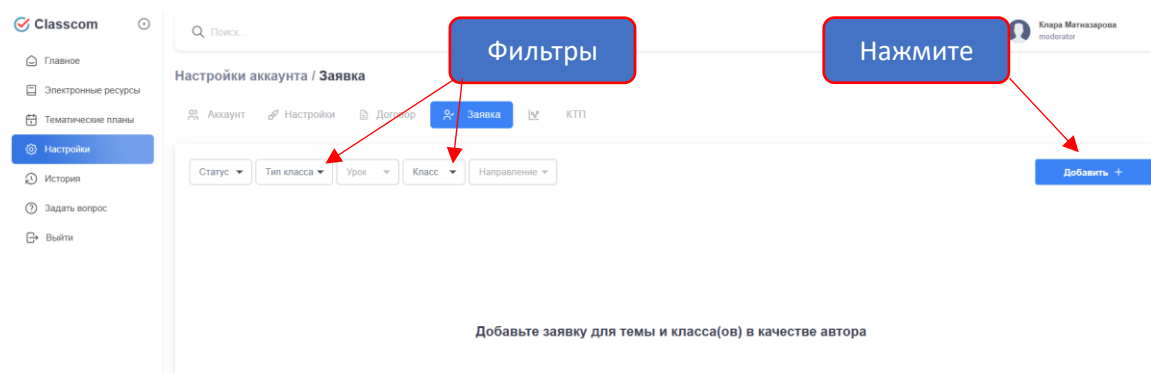 Classcom
Поиск...
Фильтры
Нажмите
Клара Матназарова
moderator
Главное
Электронные ресурсы
Тематические планы
Настройки
История
Задать вопрос
Выйти
Настройки аккаунта / Заявка
Аккаунт Настройки Договор Заявка КТП
Статус Тип класса Урок Класс Направление
Добавить +
Добавьте заявку для темы и класса(ов) в качестве автора